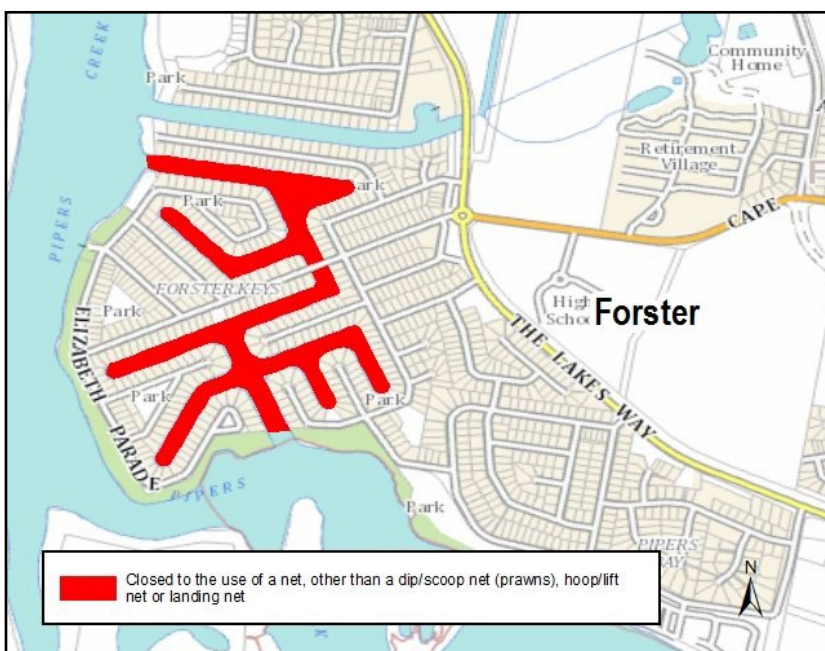 CREEK
PIPERS
Park
Community
Home
Retirement
Village
Park
Park
CAPE
FORSTER KEYS
High
School
Forster
Park
ELIZABETH PARADE
THE LAKES WAY
Park
Park
PIPERS
Park
PIPERS
AY
N
Closed to the use of a net, other than a dip/scoop net (prawns), hoop/lift
net or landing net